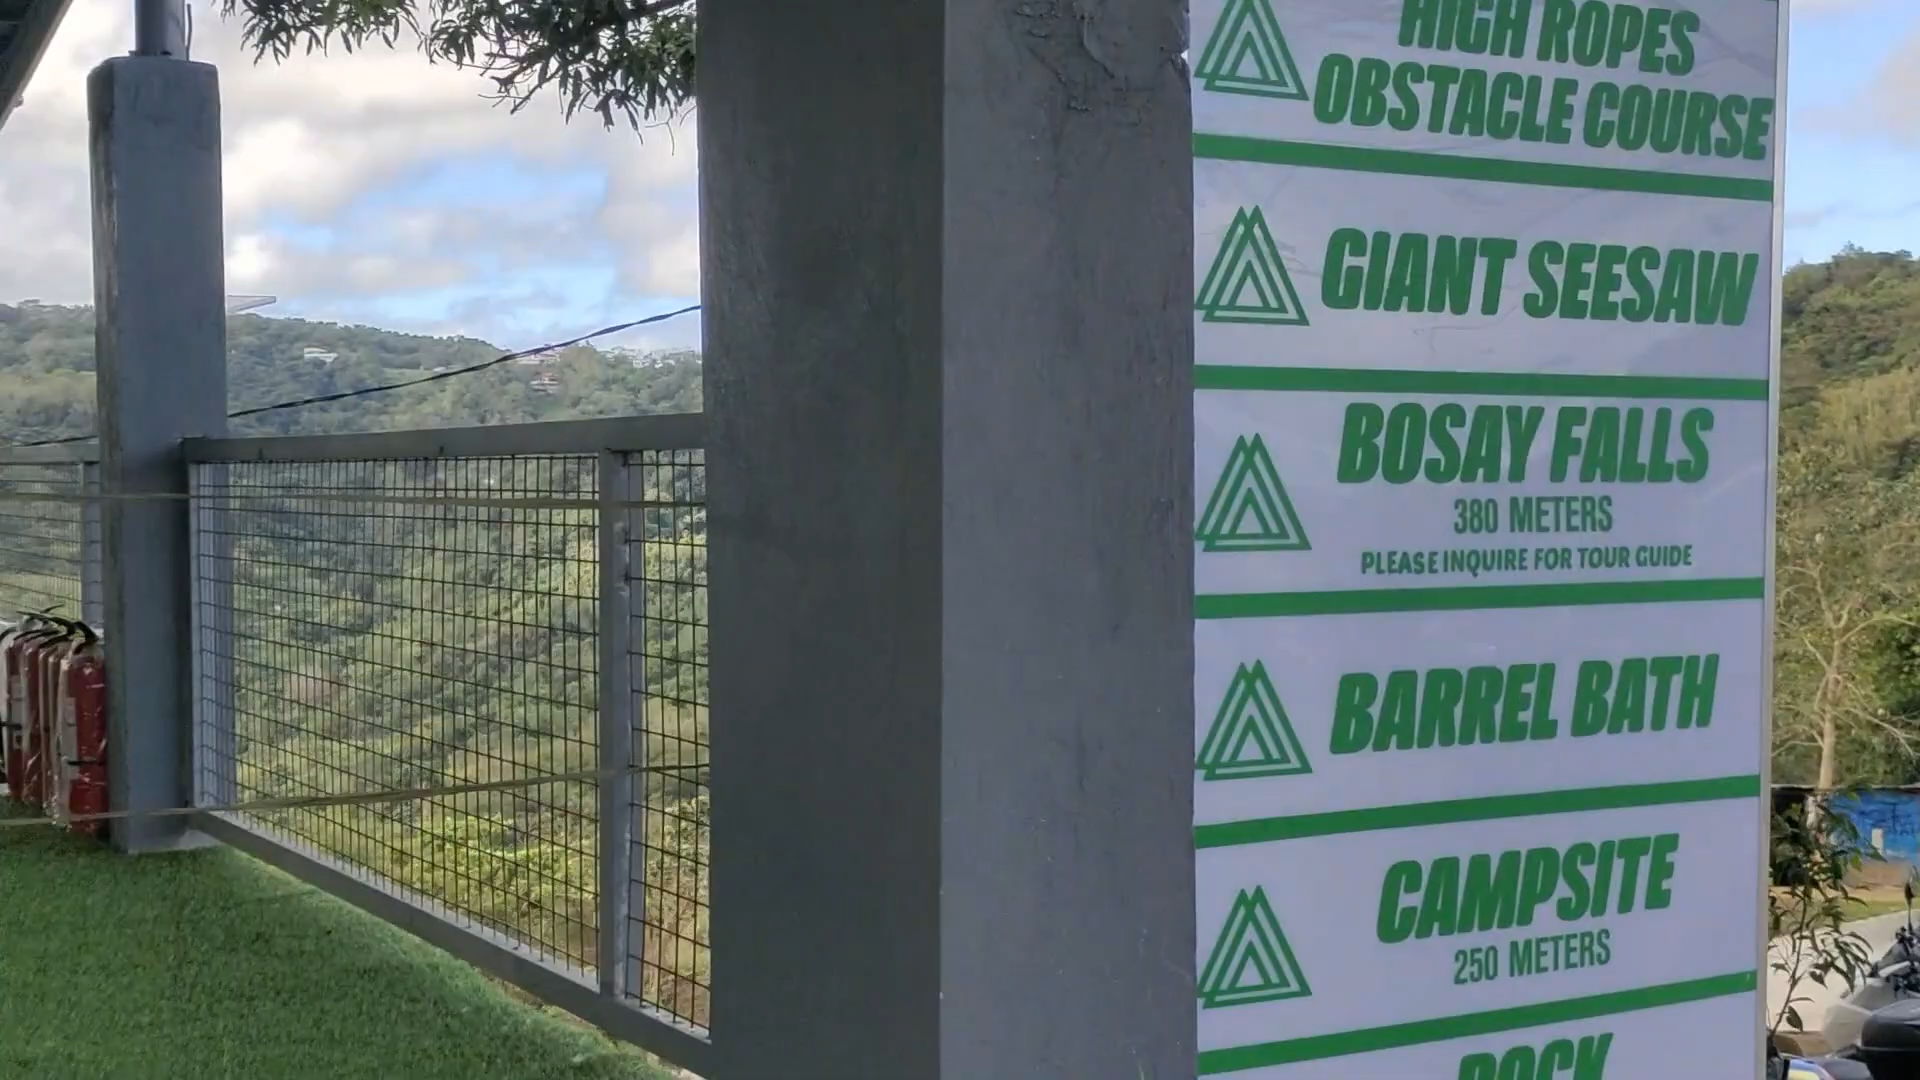 HIGH ROPES
OBSTACLE COURSE
GIANT SEESAW
BOSAY FALLS
380 METERS
PLEASE INQUIRE FOR TOUR GUIDE
BARREL BATH
CAMPSITE
250 METERS
ROCK